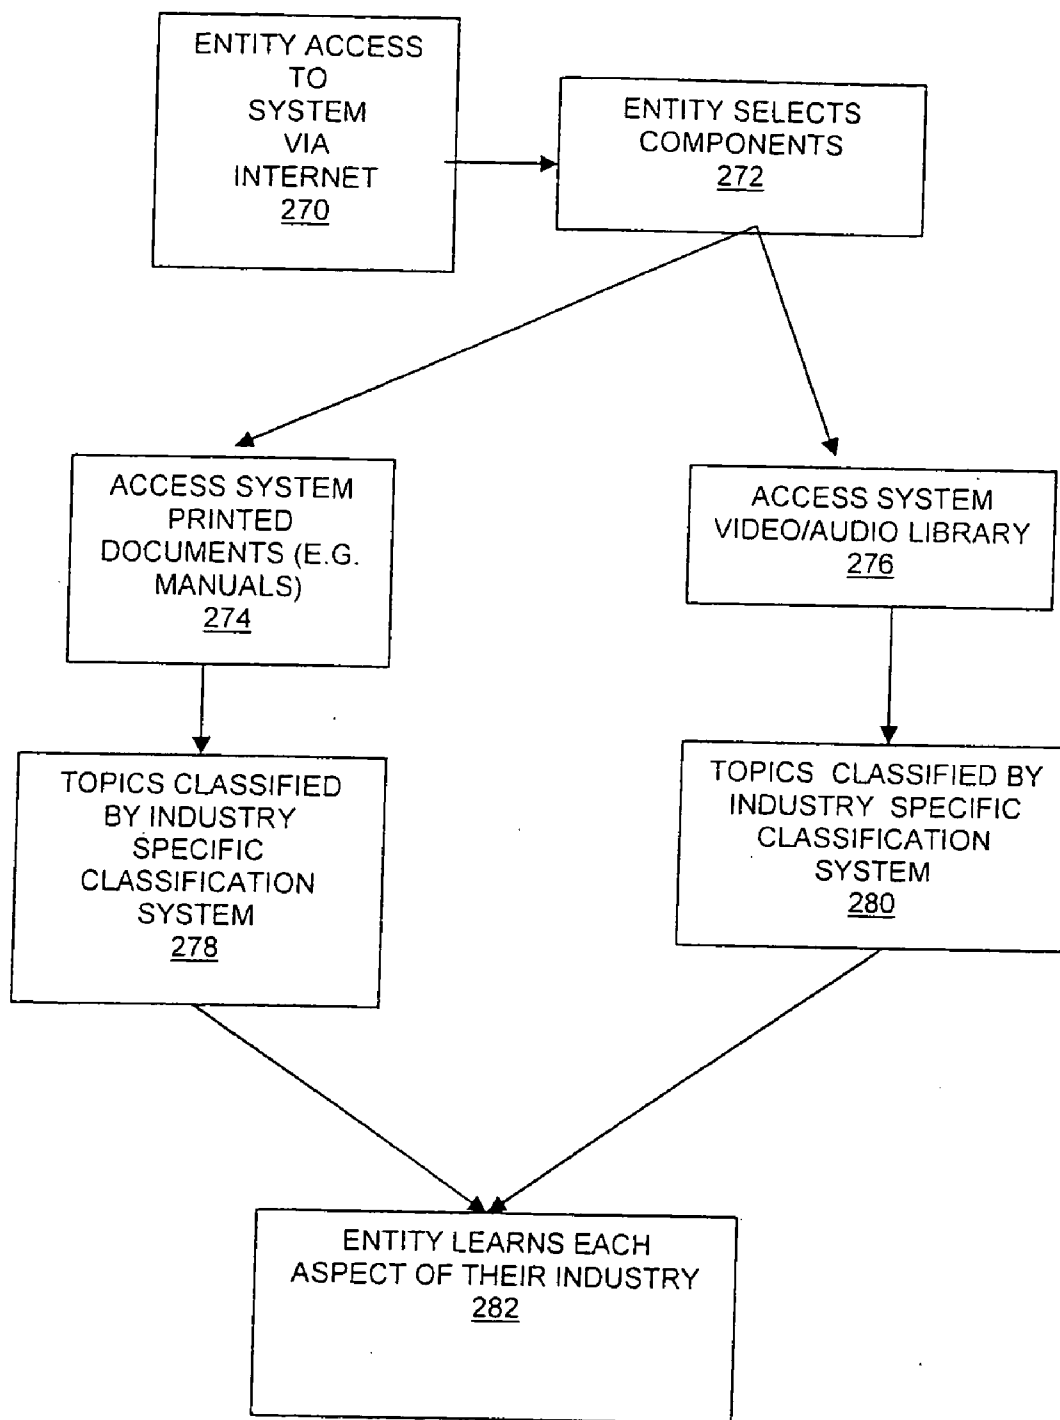 ENTITY ACCESS
TO
SYSTEM
VIA
INTERNET
270
ENTITY SELECTS
COMPONENTS
272
ACCESS SYSTEM
PRINTED
DOCUMENTS (E.G.
MANUALS)
274
ACCESS SYSTEM
VIDEO/AUDIO LIBRARY
276
TOPICS CLASSIFIED
BY INDUSTRY
SPECIFIC
CLASSIFICATION
SYSTEM
278
TOPICS CLASSIFIED BY
INDUSTRY SPECIFIC
CLASSIFICATION
SYSTEM
280
ENTITY LEARNS EACH
ASPECT OF THEIR INDUSTRY
282